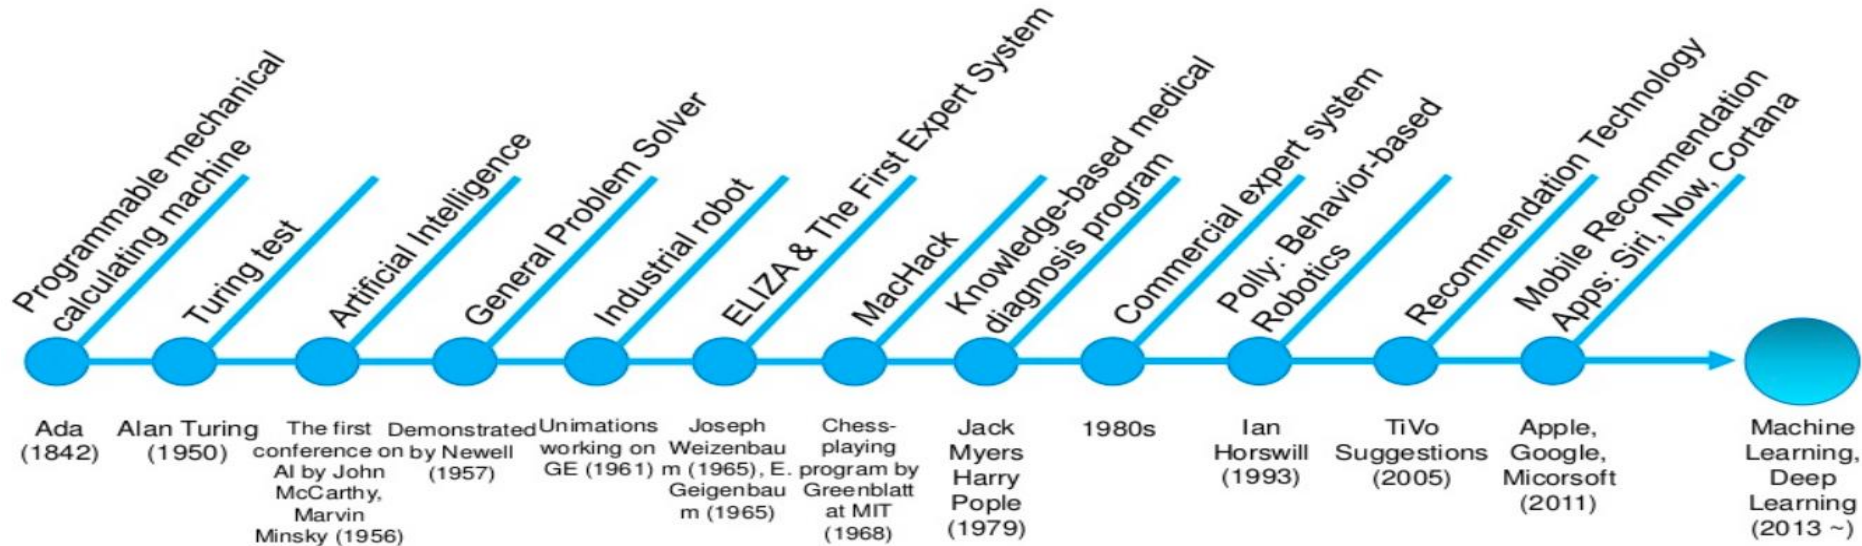 Programmable mechanical
calculating machine
Turing test
Artificial Intelligence
General Problem Solver
Industrial robot
ELIZA & The First Expert System
MacHack
Knowledge-based medical
diagnosis program
Commercial expert system
Polly: Behavior-based
Robotics
Recommendation Technology
Mobile Recommendation
Apps: Siri, Now, Cortana
Ada
(1842)
Alan Turing
(1950)
The first
conference on
AI by John
McCarthy,
Marvin
Minsky (1956)
Demonstrated
by Newell
(1957)
Unimations
working on
GE (1961)
Joseph
Weizenbau
m (1965), E.
Geigenbau
m (1965)
Chess-
playing
program by
Greenblatt
at MIT
(1968)
Jack
Myers
Harry
Pople
(1979)
1980s
Ian
Horswill
(1993)
TiVo
Suggestions
(2005)
Apple,
Google,
Micorsoft
(2011)
Machine
Learning,
Deep
Learning
(2013 ~)